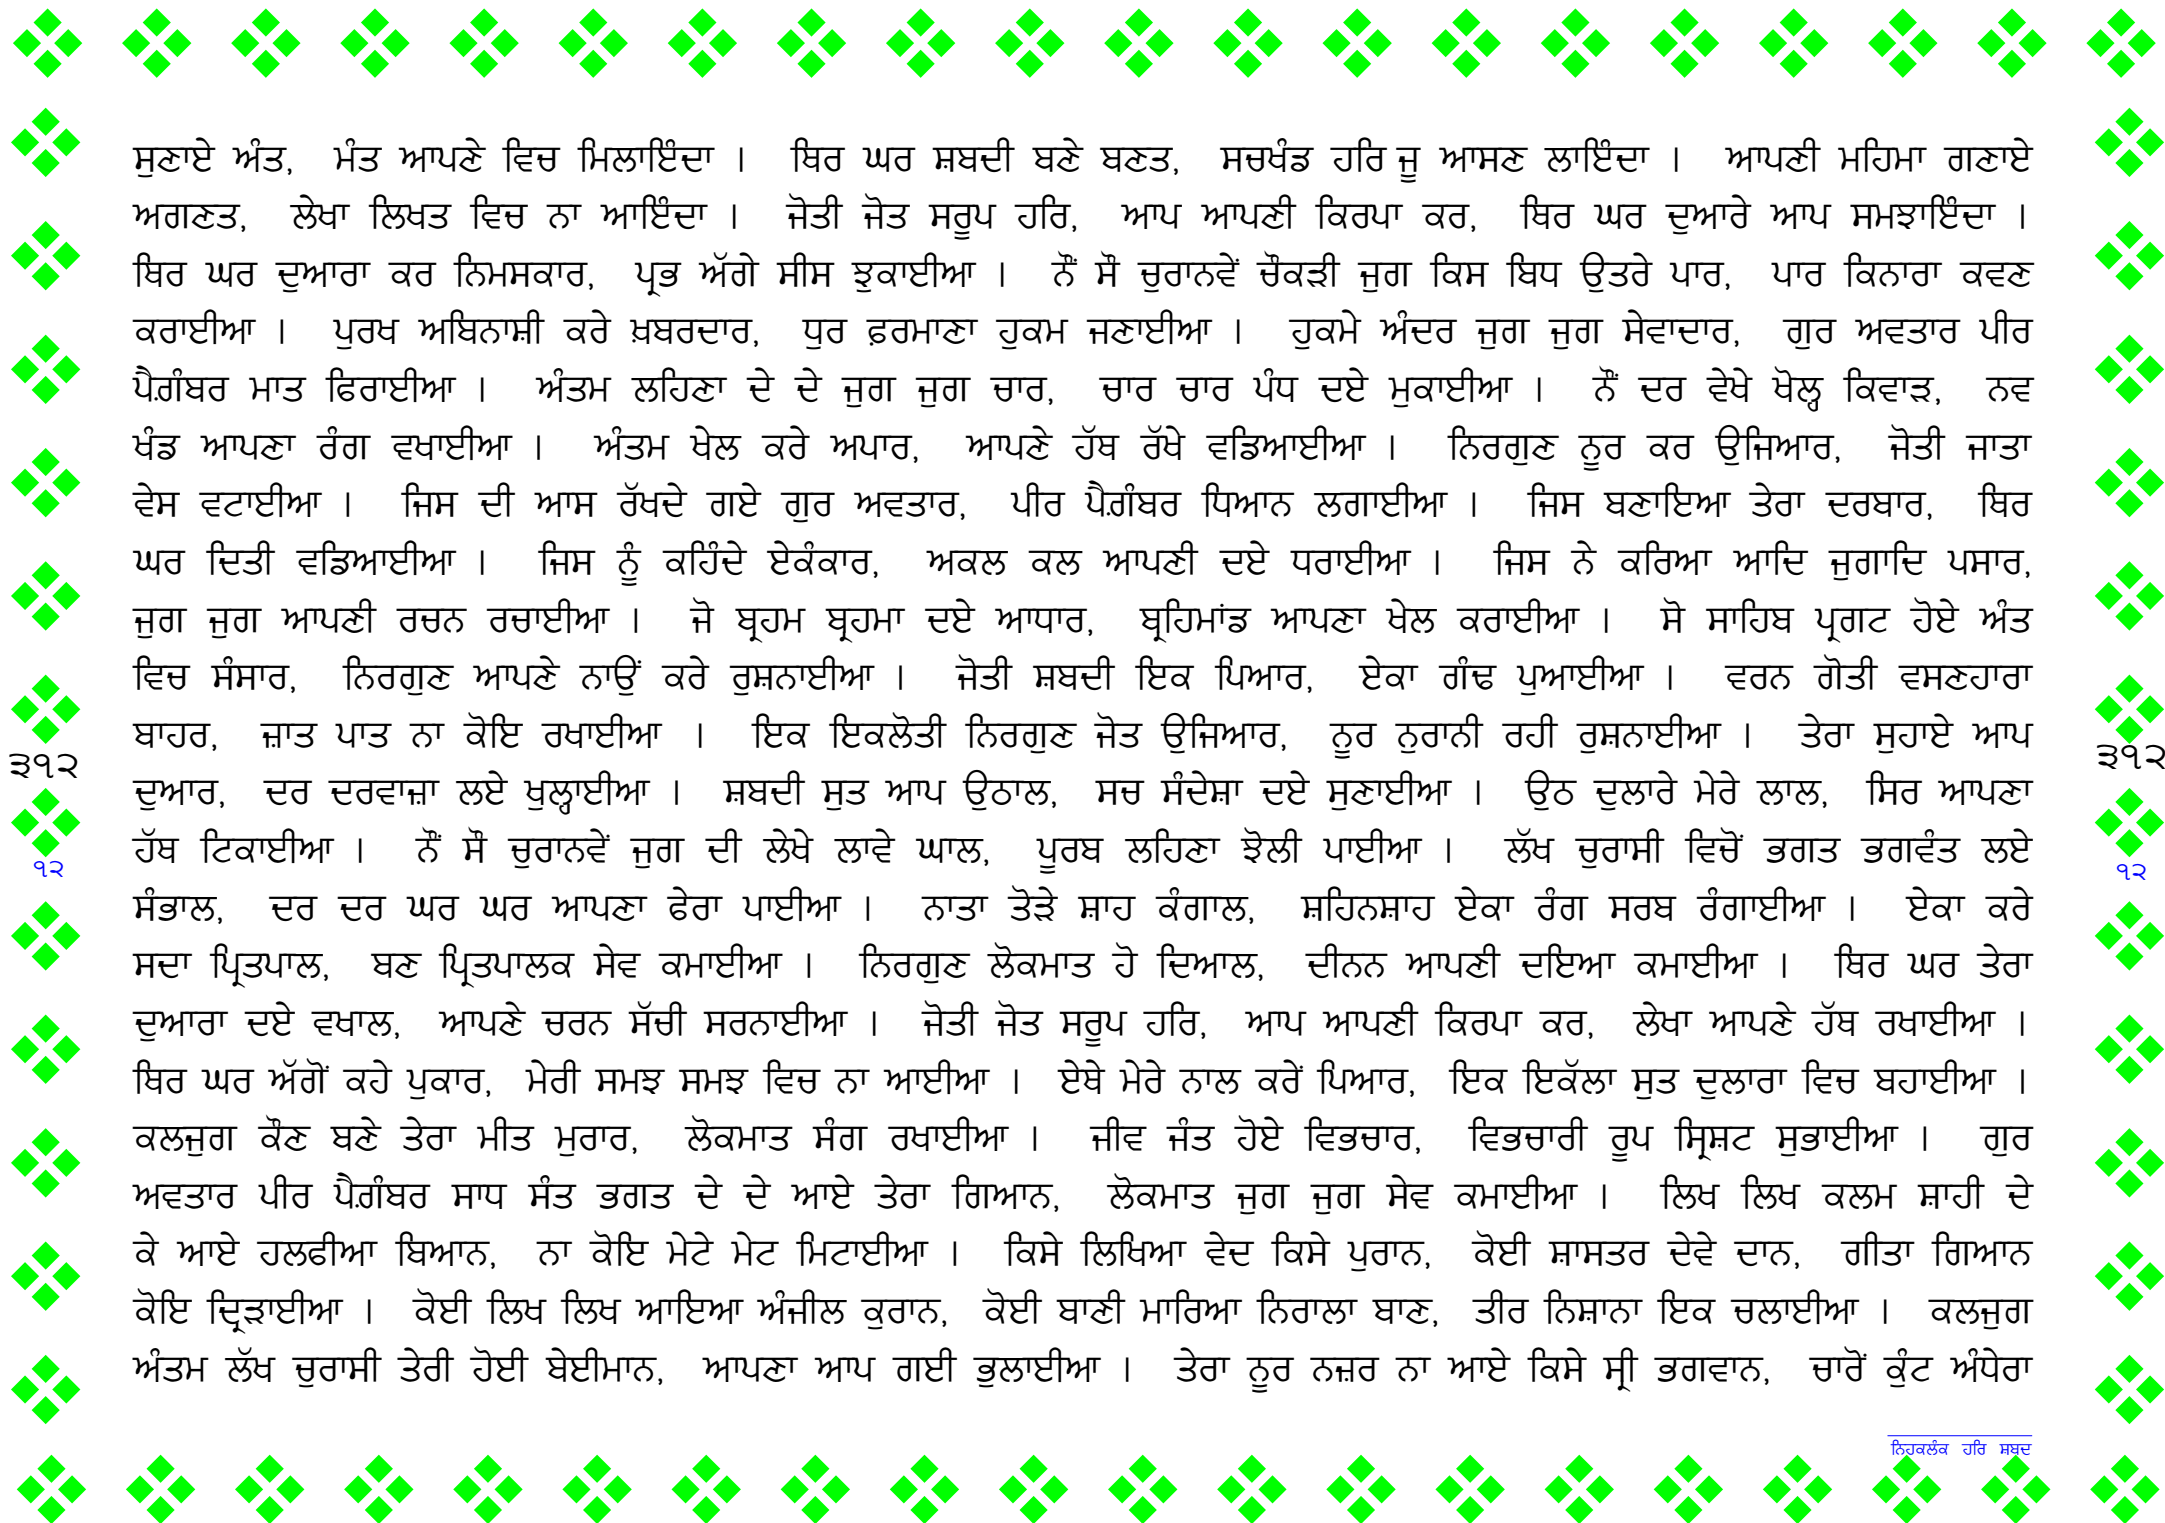 ਸੁਣਾਏ ਅੰਤ, ਮੰਤ ਆਪਣੇ ਵਿਚ ਮਿਲਾਇੰਦਾ । ਥਿਰ ਘਰ ਸ਼ਬਦੀ ਬਣੇ ਬਣਤ, ਸਚਖੰਡ ਹਰਿ ਜੂ ਆਸਣ ਲਾਇੰਦਾ । ਆਪਣੀ ਮਹਿਮਾ ਗਣਾਏ
ਅਗਣਤ, ਲੇਖਾ ਲਿਖਤ ਵਿਚ ਨਾ ਆਇੰਦਾ । ਜੋਤੀ ਜੋਤ ਸਰੂਪ ਹਰਿ, ਆਪ ਆਪਣੀ ਕਿਰਪਾ ਕਰ, ਥਿਰ ਘਰ ਦੁਆਰੇ ਆਪ ਸਮਝਾਇੰਦਾ ।
ਥਿਰ ਘਰ ਦੁਆਰਾ ਕਰ ਨਿਮਸਕਾਰ, ਪ੍ਰਭ ਅੱਗੇ ਸੀਸ ਝੁਕਾਈਆ । ਨੌਂ ਸੌ ਚੁਰਾਨਵੇਂ ਚੌਕੜੀ ਜੁਗ ਕਿਸ ਬਿਧ ਉਤਰੇ ਪਾਰ, ਪਾਰ ਕਿਨਾਰਾ ਕਵਣ
ਕਰਾਈਆ । ਪੁਰਖ ਅਬਿਨਾਸ਼ੀ ਕਰੇ ਖ਼ਬਰਦਾਰ, ਧੁਰ ਫ਼ਰਮਾਣਾ ਹੁਕਮ ਜਣਾਈਆ । ਹੁਕਮੇ ਅੰਦਰ ਜੁਗ ਜੁਗ ਸੇਵਾਦਾਰ, ਗੁਰ ਅਵਤਾਰ ਪੀਰ
ਪੈਗ਼ੰਬਰ ਮਾਤ ਫਿਰਾਈਆ । ਅੰਤਮ ਲਹਿਣਾ ਦੇ ਦੇ ਜੁਗ ਜੁਗ ਚਾਰ, ਚਾਰ ਚਾਰ ਪੰਧ ਦਏ ਮੁਕਾਈਆ । ਨੌਂ ਦਰ ਵੇਖੇ ਖੋਲ੍ਹ ਕਿਵਾੜ, ਨਵ
ਖੰਡ ਆਪਣਾ ਰੰਗ ਵਖਾਈਆ । ਅੰਤਮ ਖੇਲ ਕਰੇ ਅਪਾਰ, ਆਪਣੇ ਹੱਥ ਰੱਖੇ ਵਡਿਆਈਆ । ਨਿਰਗੁਣ ਨੂਰ ਕਰ ਉਜਿਆਰ, ਜੋਤੀ ਜਾਤਾ
ਵੇਸ ਵਟਾਈਆ । ਜਿਸ ਦੀ ਆਸ ਰੱਖਦੇ ਗਏ ਗੁਰ ਅਵਤਾਰ, ਪੀਰ ਪੈਗ਼ੰਬਰ ਧਿਆਨ ਲਗਾਈਆ । ਜਿਸ ਬਣਾਇਆ ਤੇਰਾ ਦਰਬਾਰ, ਥਿਰ
ਘਰ ਦਿਤੀ ਵਡਿਆਈਆ । ਜਿਸ ਨੂੰ ਕਹਿੰਦੇ ਏਕੰਕਾਰ, ਅਕਲ ਕਲ ਆਪਣੀ ਦਏ ਧਰਾਈਆ । ਜਿਸ ਨੇ ਕਰਿਆ ਆਦਿ ਜੁਗਾਦਿ ਪਸਾਰ,
ਜੁਗ ਜੁਗ ਆਪਣੀ ਰਚਨ ਰਚਾਈਆ । ਜੋ ਬ੍ਰਹਮ ਬ੍ਰਹਮਾ ਦਏ ਆਧਾਰ, ਬ੍ਰਹਿਮਾਂਡ ਆਪਣਾ ਖੇਲ ਕਰਾਈਆ । ਸੋ ਸਾਹਿਬ ਪ੍ਰਗਟ ਹੋਏ ਅੰਤ
ਵਿਚ ਸੰਸਾਰ, ਨਿਰਗੁਣ ਆਪਣੇ ਨਾਉਂ ਕਰੇ ਰੁਸ਼ਨਾਈਆ । ਜੋਤੀ ਸ਼ਬਦੀ ਇਕ ਪਿਆਰ, ਏਕਾ ਗੰਢ ਪੁਆਈਆ । ਵਰਨ ਗੋਤੀ ਵਸਣਹਾਰਾ
ਬਾਹਰ, ਜ਼ਾਤ ਪਾਤ ਨਾ ਕੋਇ ਰਖਾਈਆ । ਇਕ ਇਕਲੋਤੀ ਨਿਰਗੁਣ ਜੋਤ ਉਜਿਆਰ, ਨੂਰ ਨੁਰਾਨੀ ਰਹੀ ਰੁਸ਼ਨਾਈਆ । ਤੇਰਾ ਸੁਹਾਏ ਆਪ
ਦੁਆਰ, ਦਰ ਦਰਵਾਜ਼ਾ ਲਏ ਖੁਲ੍ਹਾਈਆ । ਸ਼ਬਦੀ ਸੁਤ ਆਪ ਉਠਾਲ, ਸਚ ਸੰਦੇਸ਼ਾ ਦਏ ਸੁਣਾਈਆ । ਉਠ ਦੁਲਾਰੇ ਮੇਰੇ ਲਾਲ, ਸਿਰ ਆਪਣਾ
ਹੱਥ ਟਿਕਾਈਆ । ਨੌਂ ਸੌ ਚੁਰਾਨਵੇਂ ਜੁਗ ਦੀ ਲੇਖੇ ਲਾਵੇ ਘਾਲ, ਪੂਰਬ ਲਹਿਣਾ ਝੋਲੀ ਪਾਈਆ । ਲੱਖ ਚੁਰਾਸੀ ਵਿਚੋਂ ਭਗਤ ਭਗਵੰਤ ਲਏ
ਸੰਭਾਲ, ਦਰ ਦਰ ਘਰ ਘਰ ਆਪਣਾ ਫੇਰਾ ਪਾਈਆ । ਨਾਤਾ ਤੋੜੇ ਸ਼ਾਹ ਕੰਗਾਲ, ਸ਼ਹਿਨਸ਼ਾਹ ਏਕਾ ਰੰਗ ਸਰਬ ਰੰਗਾਈਆ । ਏਕਾ ਕਰੇ
ਸਦਾ ਪ੍ਰਿਤਪਾਲ, ਬਣ ਪ੍ਰਿਤਪਾਲਕ ਸੇਵ ਕਮਾਈਆ । ਨਿਰਗੁਣ ਲੋਕਮਾਤ ਹੋ ਦਿਆਲ, ਦੀਨਨ ਆਪਣੀ ਦਇਆ ਕਮਾਈਆ । ਥਿਰ ਘਰ ਤੇਰਾ
ਦੁਆਰਾ ਦਏ ਵਖਾਲ, ਆਪਣੇ ਚਰਨ ਸੱਚੀ ਸਰਨਾਈਆ । ਜੋਤੀ ਜੋਤ ਸਰੂਪ ਹਰਿ, ਆਪ ਆਪਣੀ ਕਿਰਪਾ ਕਰ, ਲੇਖਾ ਆਪਣੇ ਹੱਥ ਰਖਾਈਆ ।
ਥਿਰ ਘਰ ਅੱਗੋਂ ਕਹੇ ਪੁਕਾਰ, ਮੇਰੀ ਸਮਝ ਸਮਝ ਵਿਚ ਨਾ ਆਈਆ । ਏਥੇ ਮੇਰੇ ਨਾਲ ਕਰੇਂ ਪਿਆਰ, ਇਕ ਇਕੱਲਾ ਸੁਤ ਦੁਲਾਰਾ ਵਿਚ ਬਹਾਈਆ ।
ਕਲਜੁਗ ਕੌਣ ਬਣੇ ਤੇਰਾ ਮੀਤ ਮੁਰਾਰ, ਲੋਕਮਾਤ ਸੰਗ ਰਖਾਈਆ । ਜੀਵ ਜੰਤ ਹੋਏ ਵਿਭਚਾਰ, ਵਿਭਚਾਰੀ ਰੂਪ ਸ੍ਰਿਸ਼ਟ ਸੁਭਾਈਆ । ਗੁਰ
ਅਵਤਾਰ ਪੀਰ ਪੈਗ਼ੰਬਰ ਸਾਧ ਸੰਤ ਭਗਤ ਦੇ ਦੇ ਆਏ ਤੇਰਾ ਗਿਆਨ, ਲੋਕਮਾਤ ਜੁਗ ਜੁਗ ਸੇਵ ਕਮਾਈਆ । ਲਿਖ ਲਿਖ ਕਲਮ ਸ਼ਾਹੀ ਦੇ
ਕੇ ਆਏ ਹਲਫੀਆ ਬਿਆਨ, ਨਾ ਕੋਇ ਮੇਟੇ ਮੇਟ ਮਿਟਾਈਆ । ਕਿਸੇ ਲਿਖਿਆ ਵੇਦ ਕਿਸੇ ਪੁਰਾਨ, ਕੋਈ ਸ਼ਾਸਤਰ ਦੇਵੇ ਦਾਨ, ਗੀਤਾ ਗਿਆਨ
ਕੋਇ ਦ੍ਰਿੜਾਈਆ । ਕੋਈ ਲਿਖ ਲਿਖ ਆਇਆ ਅੰਜੀਲ ਕੁਰਾਨ, ਕੋਈ ਬਾਣੀ ਮਾਰਿਆ ਨਿਰਾਲਾ ਬਾਣ, ਤੀਰ ਨਿਸ਼ਾਨਾ ਇਕ ਚਲਾਈਆ । ਕਲਜੁਗ
ਅੰਤਮ ਲੱਖ ਚੁਰਾਸੀ ਤੇਰੀ ਹੋਈ ਬੇਈਮਾਨ, ਆਪਣਾ ਆਪ ਗਈ ਭੁਲਾਈਆ । ਤੇਰਾ ਨੂਰ ਨਜ਼ਰ ਨਾ ਆਏ ਕਿਸੇ ਸ੍ਰੀ ਭਗਵਾਨ, ਚਾਰੋਂ ਕੁੰਟ ਅੰਧੇਰਾ
੩੧੨
੩੧੨
੧੨
੧੨
ਨਿਹਕਲੰਕ ਹਰਿ ਸ਼ਬਦ